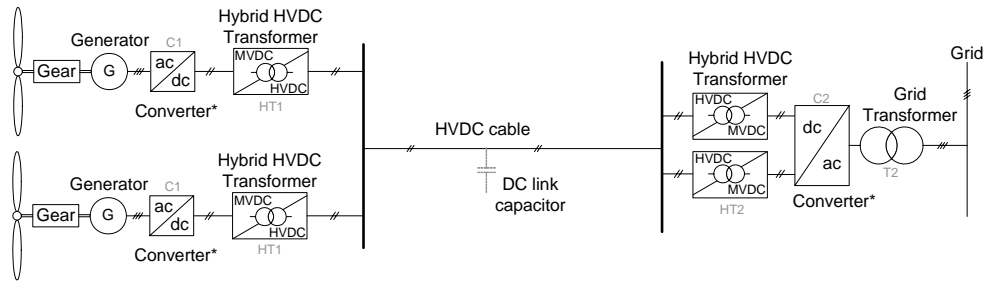 Hybrid HVDC
Transformer
Generator
C1
MVDC
Gear
G
ac
dc
HVDC
Converter*
HT1
Hybrid HVDC
Transformer
Generator
C1
MVDC
Gear
G
ac
dc
HVDC
Converter*
HT1
HVDC cable
DC link
capacitor
Hybrid HVDC
Transformer
HVDC
MVDC
HVDC
MVDC
HT2
C2
dc
ac
Converter*
Grid
Transformer
T2
Grid